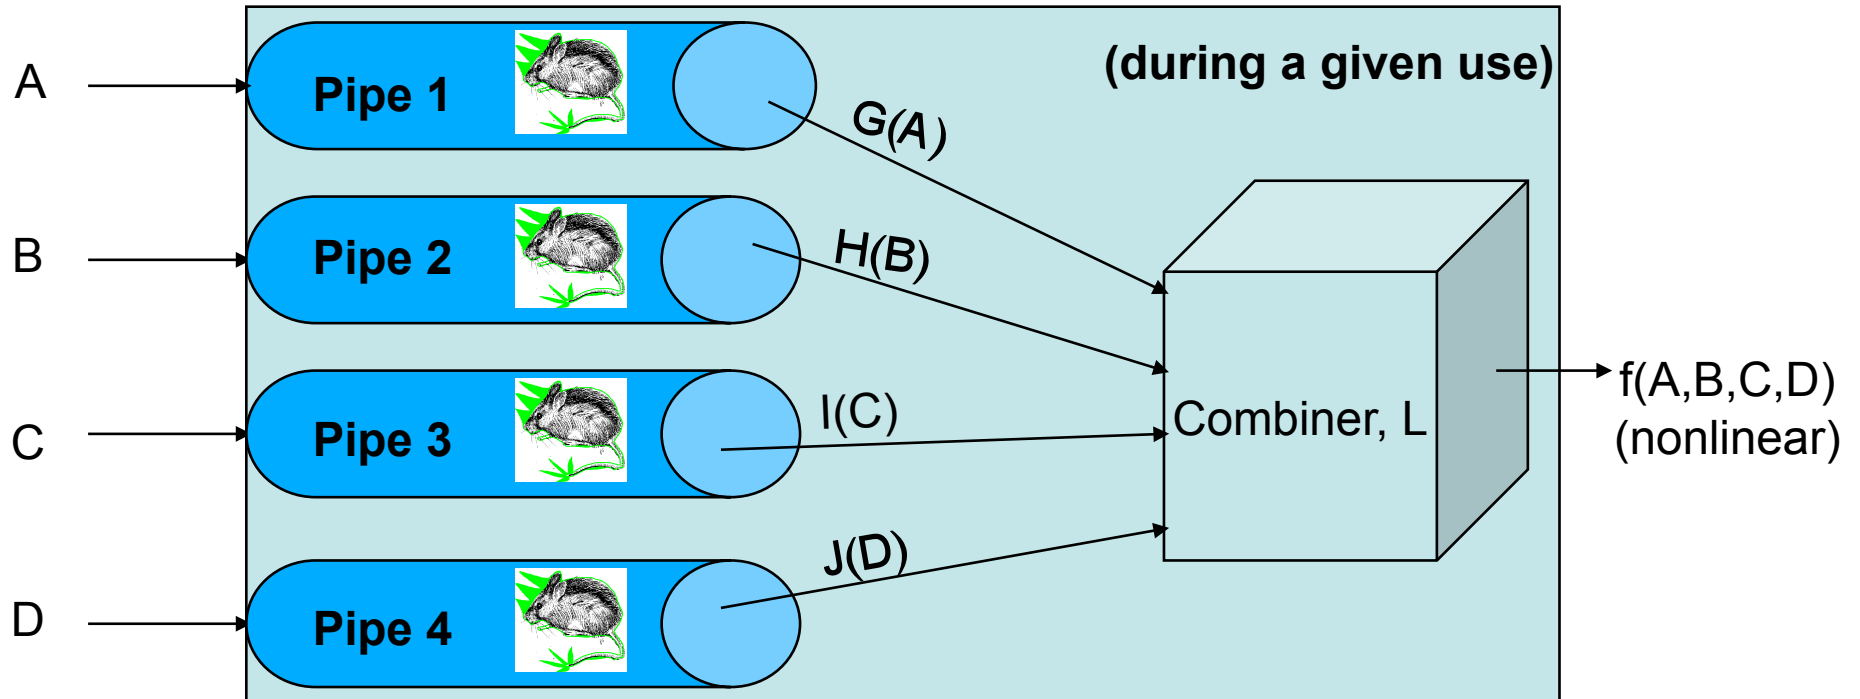 (during a given use)
A
Pipe 1
G(A)
B
Pipe 2
H(B)
C
Pipe 3
I(C)
Combiner, L
f(A,B,C,D)
(nonlinear)
D
Pipe 4
J(D)